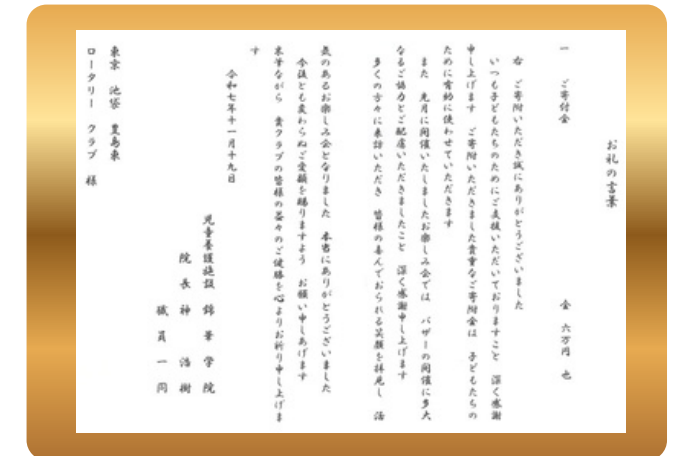 お礼の言葉
一 ご寄付金 金 六万円 也
右 ご寄附いただき誠にありがとうございました
いつも子どもたちのためにご支援いただいておりますこと 深く感謝
申し上げます ご寄附いただきました貴重なご寄附金は 子どもたちの
ために有効に使わせていただきます
また 先月に開催いたしましたお楽しみ会では バザーの開催に多大
なるご協力とご配慮いただきましたこと 深く感謝申し上げます
多くの方々に来訪いただき 皆様の喜んでおられる笑顔を拝見し 活
気のあるお楽しみ会となりました 本当にありがとうございました
今後とも変わらぬご愛顧を賜りますよう お願い申しあげます
末筆ながら 貴クラブの皆様の益々のご健勝を心よりお祈り申し上げま
す
令和七年十一月十九日
児童養護施設 錦華学院
院長 神 浩樹
職員一同
東京 池袋 豊島東
ロータリー クラブ 様